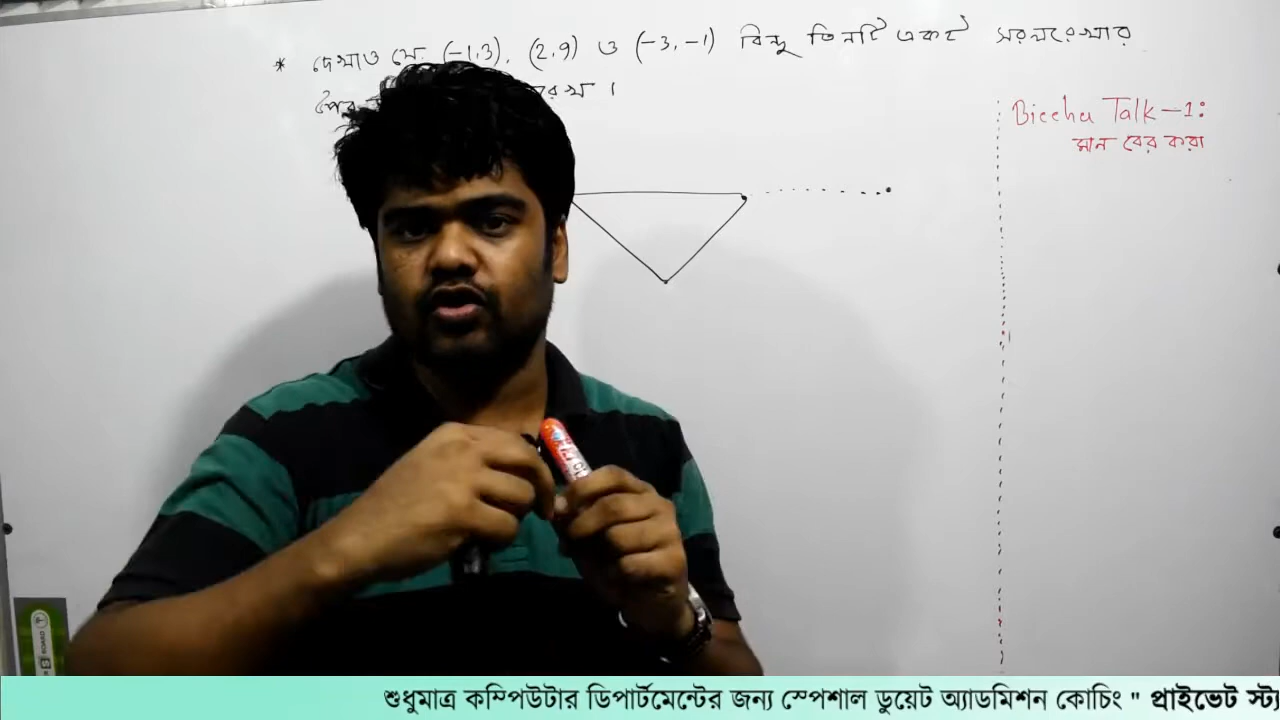 * দেখাও যে, (-1,3), (2,9) ও (-3,-1) বিন্দু তিনটি একই সরলরেখার
Biechu Talk-1:
মান বের করা
শুধুমাত্র কম্পিউটার ডিপার্টমেন্টের জন্য স্পেশাল ডুয়েট অ্যাডমিশন কোচিং " প্রাইভেট